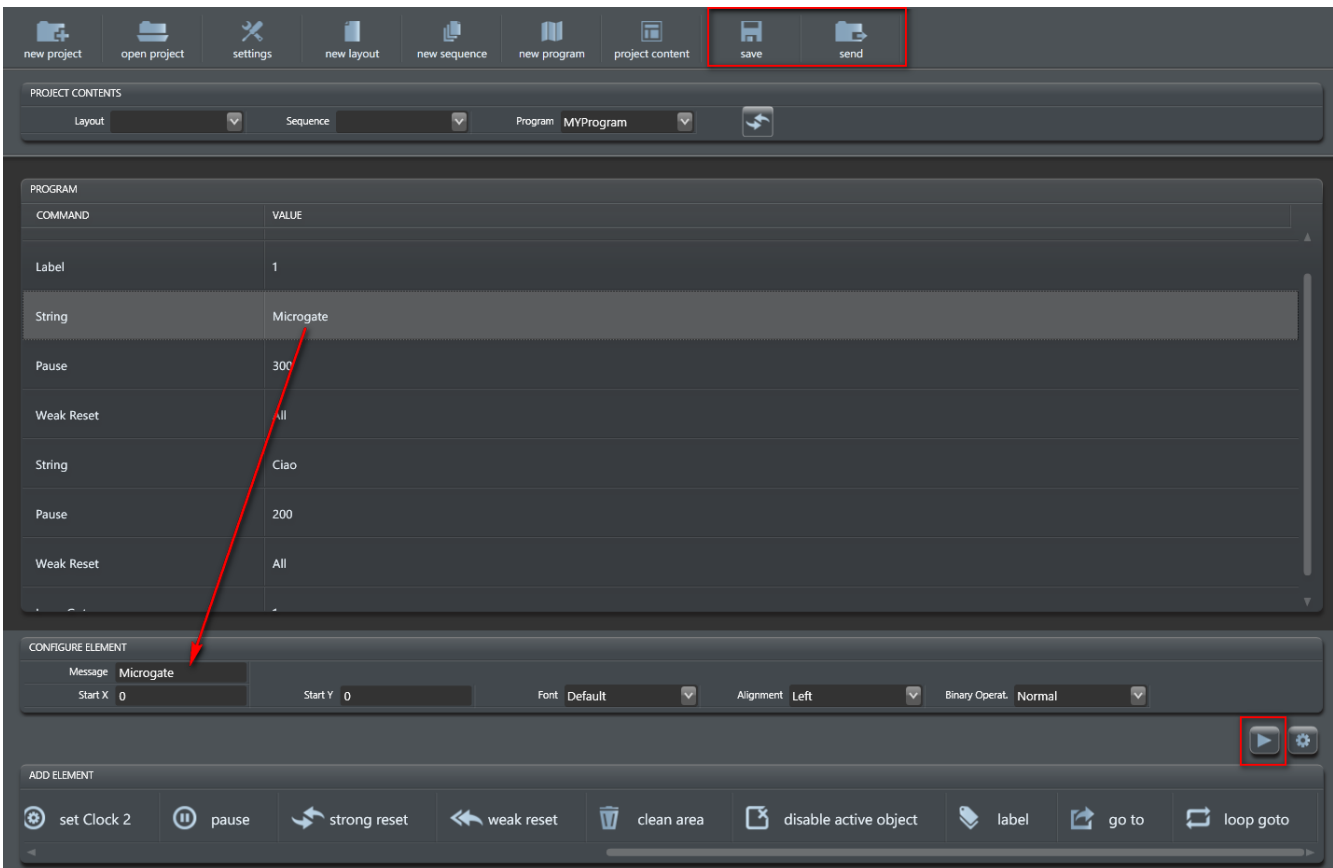 new project open project settings new layout new sequence new program project content save send
PROJECT CONTENTS
Layout Sequence Program MYProgram
PROGRAM
COMMAND VALUE
Label 1
String Microgate
Pause 300
Weak Reset All
String Ciao
Pause 200
Weak Reset All
CONFIGURE ELEMENT
Message Microgate
Start X 0 Start Y 0 Font Default Alignment Left Binary Operat. Normal
ADD ELEMENT
set Clock 2 pause strong reset weak reset clean area disable active object label go to loop goto